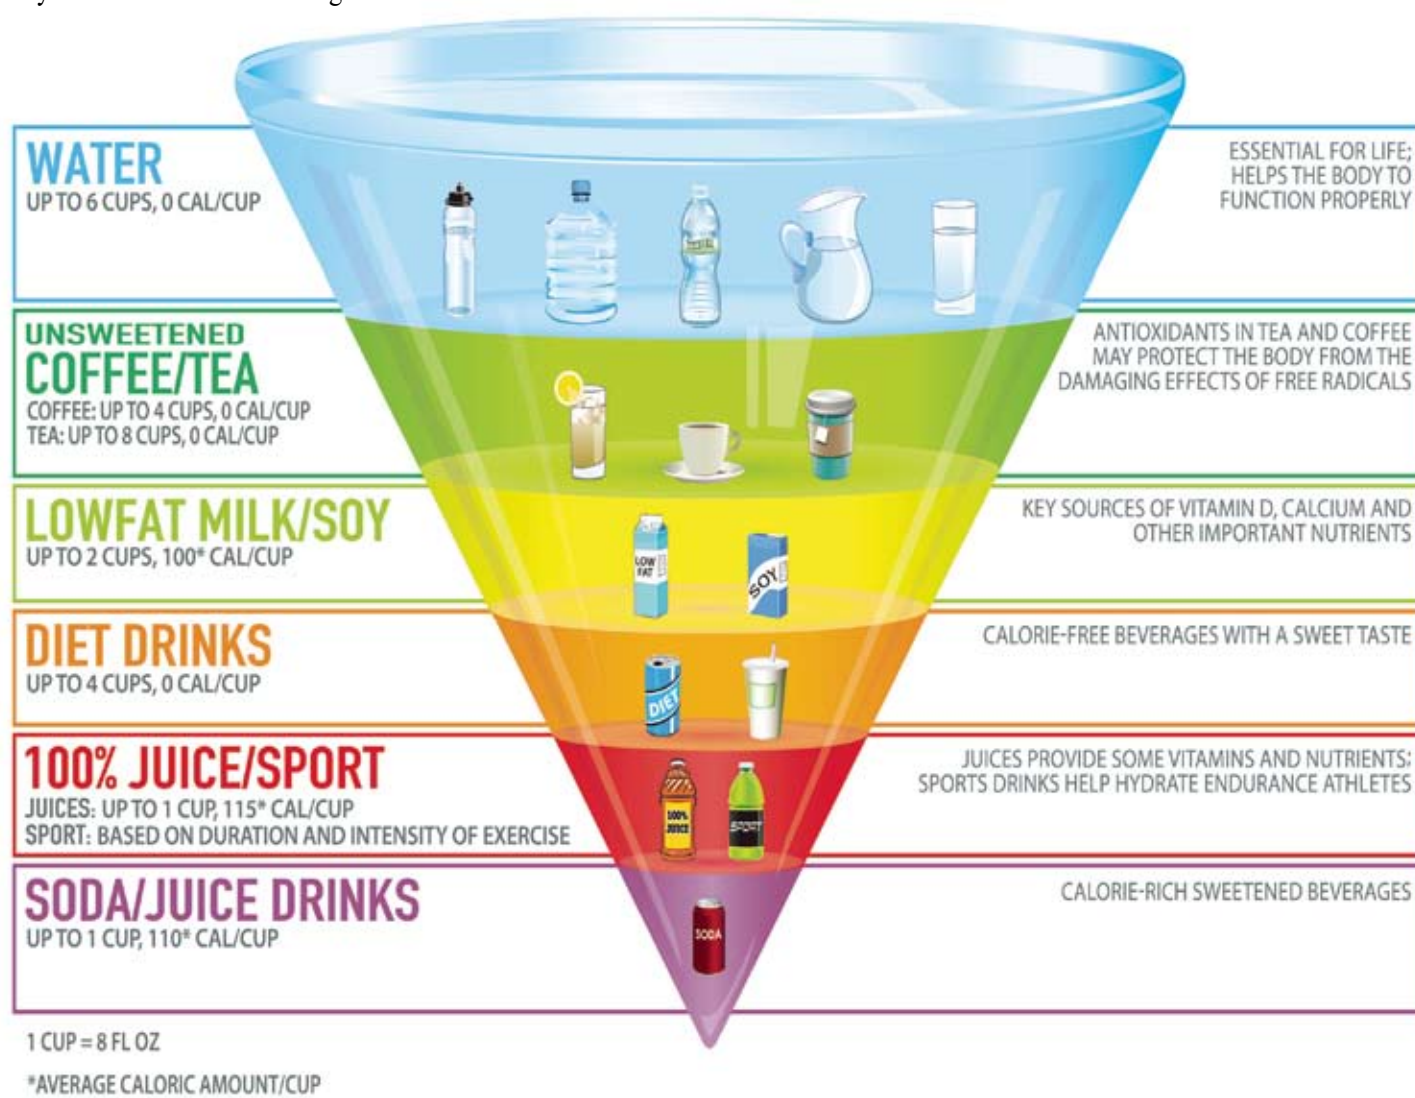 WATER
UP TO 6 CUPS, 0 CAL/CUP
ESSENTIAL FOR LIFE;
HELPS THE BODY TO
FUNCTION PROPERLY
UNSWEETENED
COFFEE/TEA
COFFEE: UP TO 4 CUPS, 0 CAL/CUP
TEA: UP TO 8 CUPS, 0 CAL/CUP
ANTIOXIDANTS IN TEA AND COFFEE
MAY PROTECT THE BODY FROM THE
DAMAGING EFFECTS OF FREE RADICALS
LOWFAT MILK/SOY
UP TO 2 CUPS, 100* CAL/CUP
LOW
FAT
SOY
KEY SOURCES OF VITAMIN D, CALCIUM AND
OTHER IMPORTANT NUTRIENTS
DIET DRINKS
UP TO 4 CUPS, 0 CAL/CUP
DIET
CALORIE-FREE BEVERAGES WITH A SWEET TASTE
100% JUICE/SPORT
JUICES: UP TO 1 CUP, 115* CAL/CUP
SPORT: BASED ON DURATION AND INTENSITY OF EXERCISE
100%
JUICE
SPORT
JUICES PROVIDE SOME VITAMINS AND NUTRIENTS;
SPORTS DRINKS HELP HYDRATE ENDURANCE ATHLETES
SODA/JUICE DRINKS
UP TO 1 CUP, 110* CAL/CUP
SODA
CALORIE-RICH SWEETENED BEVERAGES
1 CUP = 8 FL OZ
*AVERAGE CALORIC AMOUNT/CUP